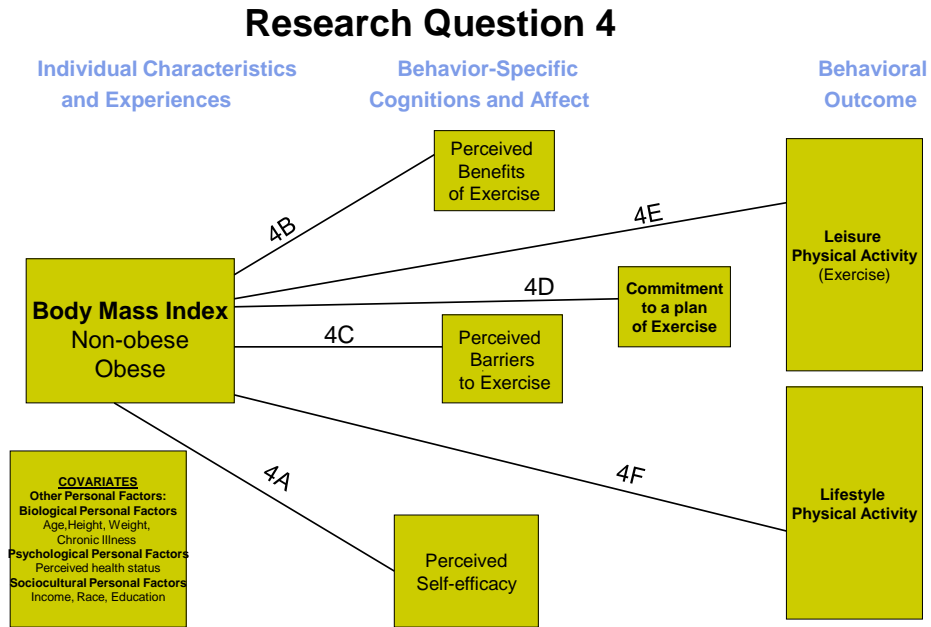 Research Question 4
Individual Characteristics
and Experiences
Behavior-Specific
Cognitions and Affect
Behavioral
Outcome
Perceived
Benefits
of Exercise
4B
4E
Leisure
Physical Activity
(Exercise)
Body Mass Index
Non-obese
Obese
4D
Commitment
to a plan
of Exercise
4C
Perceived
Barriers
to Exercise
4A
4F
Lifestyle
Physical Activity
COVARIATES
Other Personal Factors:
Biological Personal Factors
Age,Height, Weight,
Chronic Illness
Psychological Personal Factors
Perceived health status
Sociocultural Personal Factors
Income, Race, Education
Perceived
Self-efficacy